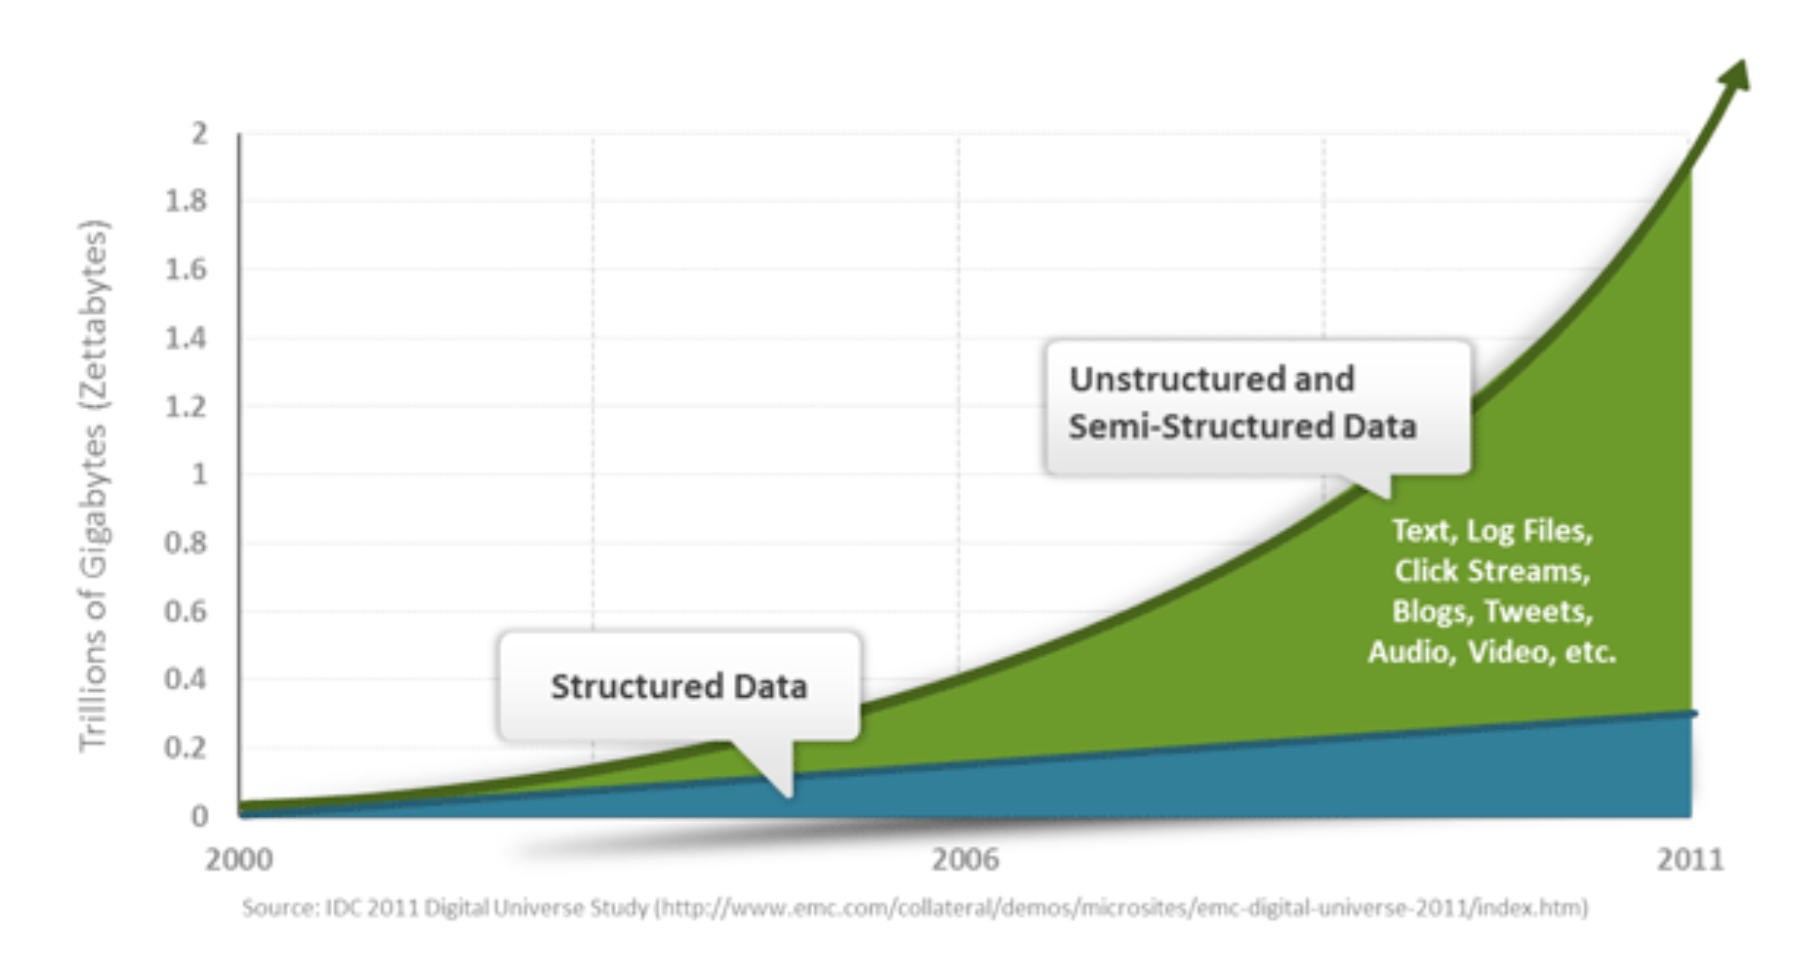 Trillions of Gigabytes (Zettabytes)
2
1.8
1.6
1.4
1.2
1
0.8
0.6
0.4
0.2
0
Unstructured and
Semi-Structured Data
Text, Log Files,
Click Streams,
Blogs, Tweets,
Audio, Video, etc.
Structured Data
2000
2006
2011
Source: IDC 2011 Digital Universe Study (http://www.emc.com/collateral/demos/microsites/emc-digital-universe-2011/index.htm)